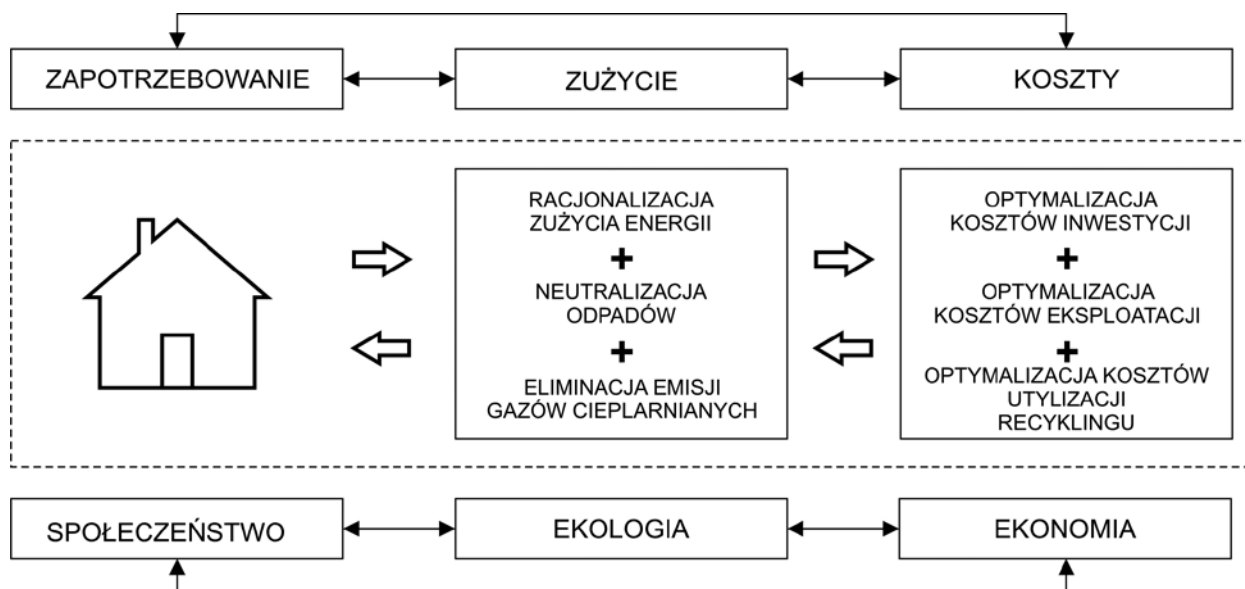 ZAPOTRZEBOWANIE
ZUŻYCIE
KOSZTY
RACJONALIZACJA
ZUŻYCIA ENERGII
+
NEUTRALIZACJA
ODPADÓW
+
ELIMINACJA EMISJI
GAZÓW CIEPLARNIANYCH
OPTYMALIZACJA
KOSZTÓW INWESTYCJI
+
OPTYMALIZACJA
KOSZTÓW EKSPLOATACJI
+
OPTYMALIZACJA KOSZTÓW
UTYLIZACJI
RECYKLINGU
SPOŁECZEŃSTWO
EKOLOGIA
EKONOMIA